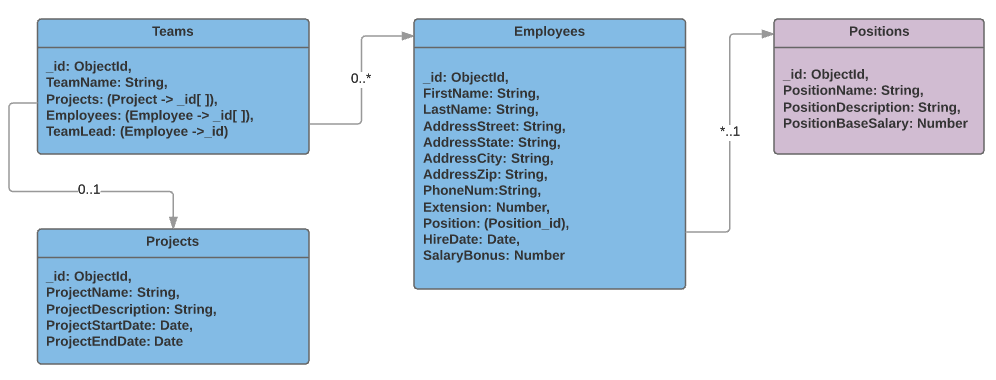 Teams
_id: ObjectId,
TeamName: String,
Projects: (Project -> _id[ ]),
Employees: (Employee -> _id[ ]),
TeamLead: (Employee ->_id)
0..*
0..1
Projects
_id: ObjectId,
ProjectName: String,
ProjectDescription: String,
ProjectStartDate: Date,
ProjectEndDate: Date
Employees
_id: ObjectId,
FirstName: String,
LastName: String,
AddressStreet: String,
AddressState: String,
AddressCity: String,
AddressZip: String,
PhoneNum:String,
Extension: Number,
Position: (Position_id),
HireDate: Date,
SalaryBonus: Number
*..1
Positions
_id: ObjectId,
PositionName: String,
PositionDescription: String,
PositionBaseSalary: Number